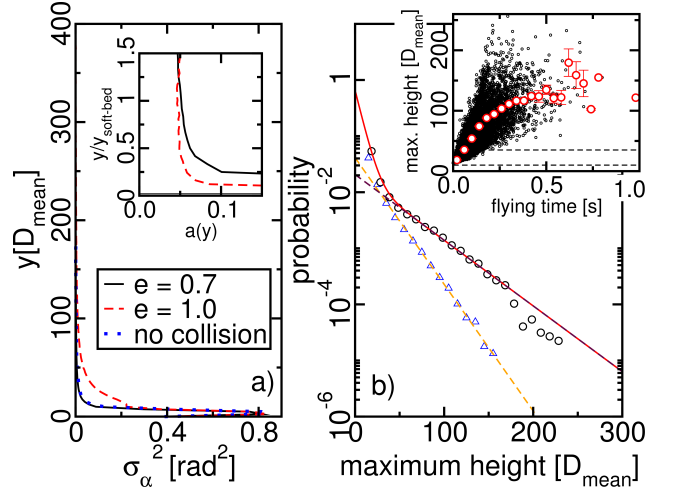 400
300
200
100
0
y[D_mean]
0
0.4
0.8
σ_α^2 [rad^2]
1.5
1
0.5
0
y/y_soft-bed
0.0
0.1
a(y)
e = 0.7
e = 1.0
no collision
a)
1
10^-2
10^-4
10^-6
probability
0
100
200
300
maximum height [D_mean]
b)
200
100
0
max. height [D_mean]
0.0
0.5
1.0
flying time [s]